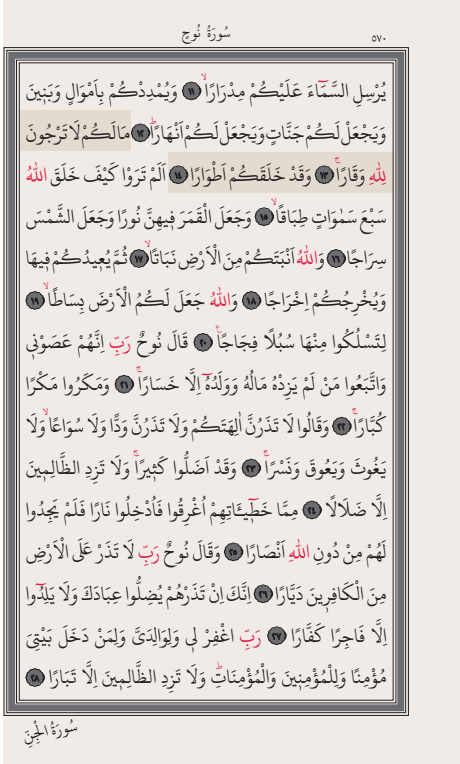 سُورَةُ نُوحٍ
٥٧٠
يُرْسِلِ السَّمَٓاءَ عَلَيْكُمْ مِدْرَارًاۙ ﴿١١﴾ وَيُمْدِدْكُمْ بِاَمْوَالٍ وَبَنٖينَ
وَيَجْعَلْ لَكُمْ جَنَّاتٍ وَيَجْعَلْ لَكُمْ اَنْهَارًاؕ ﴿١٢﴾ مَا لَكُمْ لَا تَرْجُونَ
لِلّٰهِ وَقَارًاۚ ﴿١٣﴾ وَقَدْ خَلَقَكُمْ اَطْوَارًا ﴿١٤﴾ اَلَمْ تَرَوْا كَيْفَ خَلَقَ اللّٰهُ
سَبْعَ سَمٰوَاتٍ طِبَاقًاۙ ﴿١٥﴾ وَجَعَلَ الْقَمَرَ فٖيهِنَّ نُورًا وَجَعَلَ الشَّمْسَ
سِرَاجًا ﴿١٦﴾ وَاللّٰهُ اَنْبَتَكُمْ مِنَ الْاَرْضِ نَبَاتًاۙ ﴿١٧﴾ ثُمَّ يُعٖيدُكُمْ فٖيهَا
وَيُخْرِجُكُمْ اِخْرَاجًا ﴿١٨﴾ وَاللّٰهُ جَعَلَ لَكُمُ الْاَرْضَ بِسَاطًاۙ ﴿١٩﴾
لِتَسْلُكُوا مِنْهَا سُبُلًا فِجَاجًاࣖ ﴿٢٠﴾ قَالَ نُوحٌ رَبِّ اِنَّهُمْ عَصَوْنٖى
وَاتَّبَعُوا مَنْ لَمْ يَزِدْهُ مَالُهُ وَوَلَدُهُٓ اِلَّا خَسَارًاۚ ﴿٢١﴾ وَمَكَرُوا مَكْرًا
كُبَّارًاۚ ﴿٢٢﴾ وَقَالُوا لَا تَذَرُنَّ اٰلِهَتَكُمْ وَلَا تَذَرُنَّ وَدًّا وَلَا سُوَاعًاۙ وَلَا
يَغُوثَ وَيَعُوقَ وَنَسْرًاۚ ﴿٢٣﴾ وَقَدْ اَضَلُّوا كَثٖيرًاۚ وَلَا تَزِدِ الظَّالِمٖينَ
اِلَّا ضَلَالًا ﴿٢٤﴾ مِمَّا خَطٖٓيـَٔاتِهِمْ اُغْرِقُوا فَاُدْخِلُوا نَارًا فَلَمْ يَجِدُوا
لَهُمْ مِنْ دُونِ اللّٰهِ اَنْصَارًا ﴿٢٥﴾ وَقَالَ نُوحٌ رَبِّ لَا تَذَرْ عَلَى الْاَرْضِ
مِنَ الْكَافِرٖينَ دَيَّارًا ﴿٢٦﴾ اِنَّكَ اِنْ تَذَرْهُمْ يُضِلُّوا عِبَادَكَ وَلَا يَلِدُٓوا
اِلَّا فَاجِرًا كَفَّارًا ﴿٢٧﴾ رَبِّ اغْفِرْ لٖى وَلِوَالِدَىَّ وَلِمَنْ دَخَلَ بَيْتِىَ
مُؤْمِنًا وَلِلْمُؤْمِنٖينَ وَالْمُؤْمِنَاتِؕ وَلَا تَزِدِ الظَّالِمٖينَ اِلَّا تَبَارًا ﴿٢٨﴾
سُورَةُ الْجِنِّ